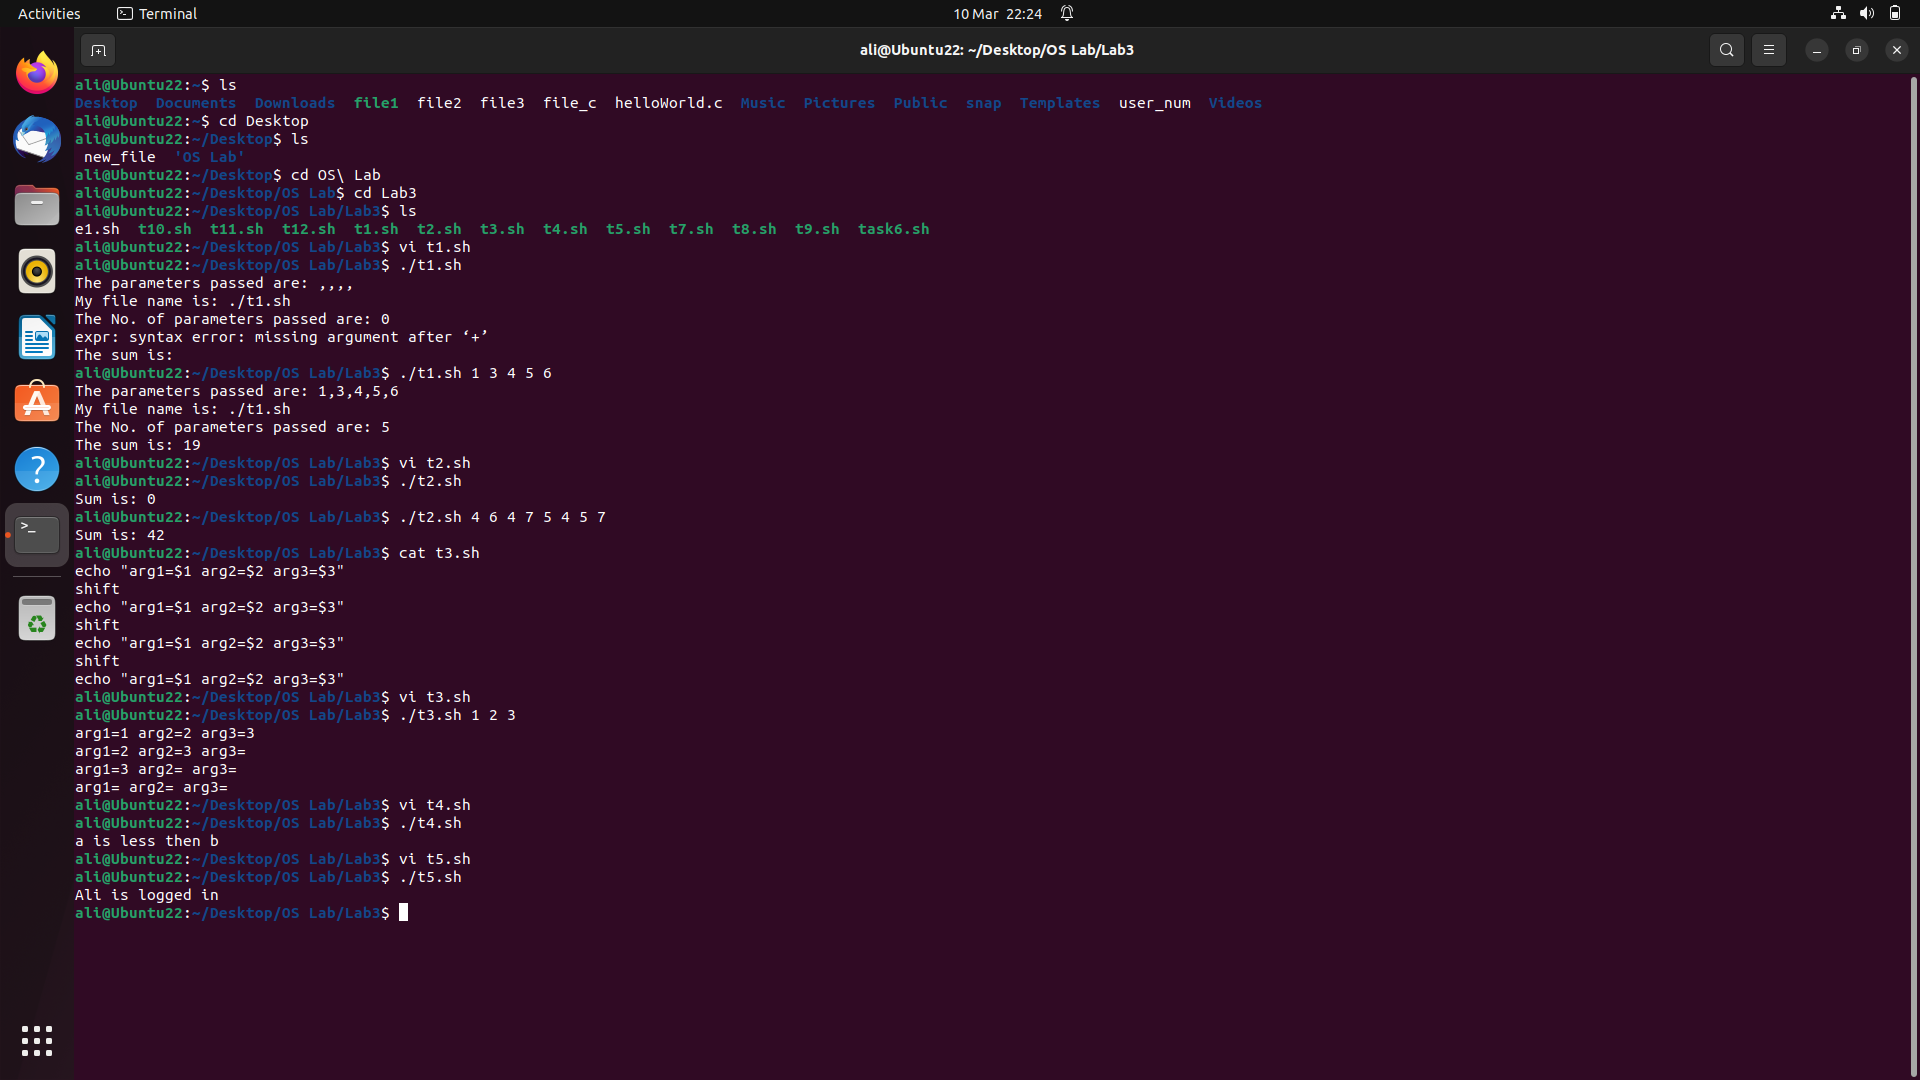 Activities Terminal 10 Mar 22:24
ali@Ubuntu22: ~/Desktop/OS Lab/Lab3
ali@Ubuntu22:~$ ls
Desktop Documents Downloads file1 file2 file3 file_c helloWorld.c Music Pictures Public snap Templates user_num Videos
ali@Ubuntu22:~$ cd Desktop
ali@Ubuntu22:~/Desktop$ ls
new_file 'OS Lab'
ali@Ubuntu22:~/Desktop$ cd OS\ Lab
ali@Ubuntu22:~/Desktop/OS Lab$ cd Lab3
ali@Ubuntu22:~/Desktop/OS Lab/Lab3$ ls
e1.sh t10.sh t11.sh t12.sh t1.sh t2.sh t3.sh t4.sh t5.sh t7.sh t8.sh t9.sh task6.sh
ali@Ubuntu22:~/Desktop/OS Lab/Lab3$ vi t1.sh
ali@Ubuntu22:~/Desktop/OS Lab/Lab3$ ./t1.sh
The parameters passed are: ,,,,
My file name is: ./t1.sh
The No. of parameters passed are: 0
expr: syntax error: missing argument after ‘+’
The sum is:
ali@Ubuntu22:~/Desktop/OS Lab/Lab3$ ./t1.sh 1 3 4 5 6
The parameters passed are: 1,3,4,5,6
My file name is: ./t1.sh
The No. of parameters passed are: 5
The sum is: 19
ali@Ubuntu22:~/Desktop/OS Lab/Lab3$ vi t2.sh
ali@Ubuntu22:~/Desktop/OS Lab/Lab3$ ./t2.sh
Sum is: 0
ali@Ubuntu22:~/Desktop/OS Lab/Lab3$ ./t2.sh 4 6 4 7 5 4 5 7
Sum is: 42
ali@Ubuntu22:~/Desktop/OS Lab/Lab3$ cat t3.sh
echo "arg1=$1 arg2=$2 arg3=$3"
shift
echo "arg1=$1 arg2=$2 arg3=$3"
shift
echo "arg1=$1 arg2=$2 arg3=$3"
shift
echo "arg1=$1 arg2=$2 arg3=$3"
ali@Ubuntu22:~/Desktop/OS Lab/Lab3$ vi t3.sh
ali@Ubuntu22:~/Desktop/OS Lab/Lab3$ ./t3.sh 1 2 3
arg1=1 arg2=2 arg3=3
arg1=2 arg2=3 arg3=
arg1=3 arg2= arg3=
arg1= arg2= arg3=
ali@Ubuntu22:~/Desktop/OS Lab/Lab3$ vi t4.sh
ali@Ubuntu22:~/Desktop/OS Lab/Lab3$ ./t4.sh
a is less then b
ali@Ubuntu22:~/Desktop/OS Lab/Lab3$ vi t5.sh
ali@Ubuntu22:~/Desktop/OS Lab/Lab3$ ./t5.sh
Ali is logged in
ali@Ubuntu22:~/Desktop/OS Lab/Lab3$